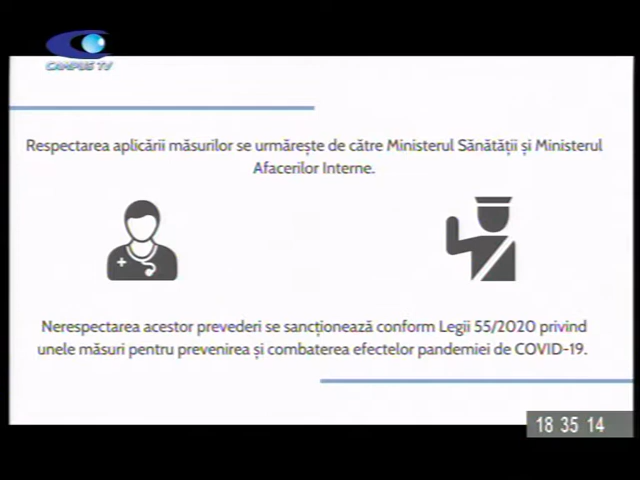 CAMPUS TV
Respectarea aplicării măsurilor se urmărește de către Ministerul Sănătății și Ministerul
Afacerilor Interne.
Nerespectarea acestor prevederi se sancționează conform Legii 55/2020 privind
unele măsuri pentru prevenirea și combaterea efectelor pandemiei de COVID-19.
18 35 14